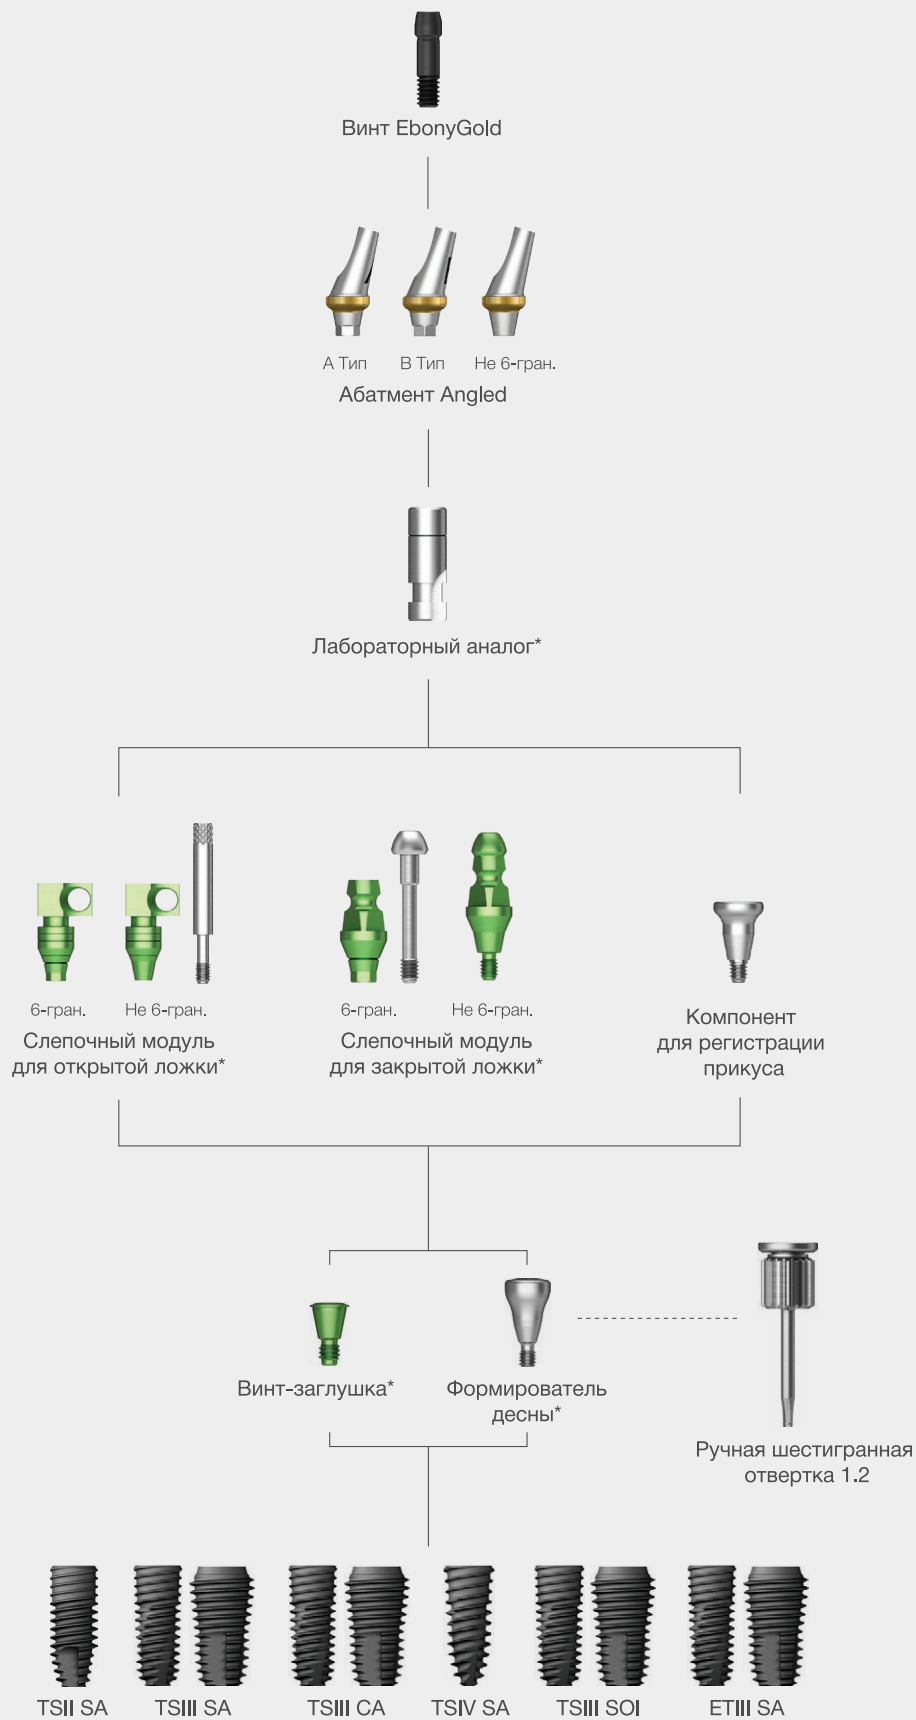 Винт EbonyGold
А Тип
В Тип
Не 6-гран.
Абатмент Angled
Лабораторный аналог*
6-гран.
Не 6-гран.
Слепочный модуль
для открытой ложки*
6-гран.
Не 6-гран.
Слепочный модуль
для закрытой ложки*
Компонент
для регистрации
прикуса
Винт-заглушка*
Формирователь
десны*
Ручная шестигранная
отвертка 1.2
TSII SA
TSIII SA
TSIII CA
TSIV SA
TSIII SOI
ETIII SA